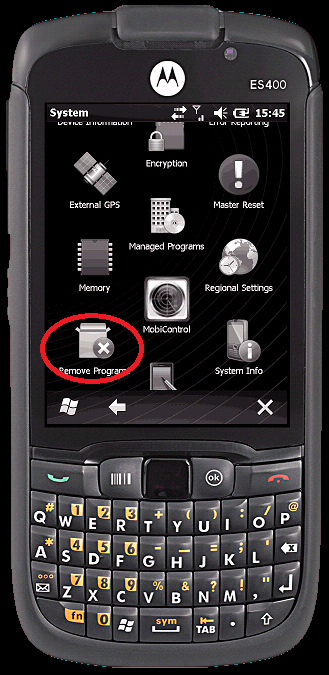 ES400
System 15:45
Device Information
Error Reporting
Encryption
External GPS
Master Reset
Managed Programs
Memory
Regional Settings
MobiControl
Remove Programs
System Info
ok
Q # W 1 E 2 R 3 T + Y ( U ) I : O / P @
A * S 4 D 5 F 6 G - H _ J = K ; L ' 
Z 7 X 8 C 9 V % B & N ? M ! , "
fn 0 sym TAB .